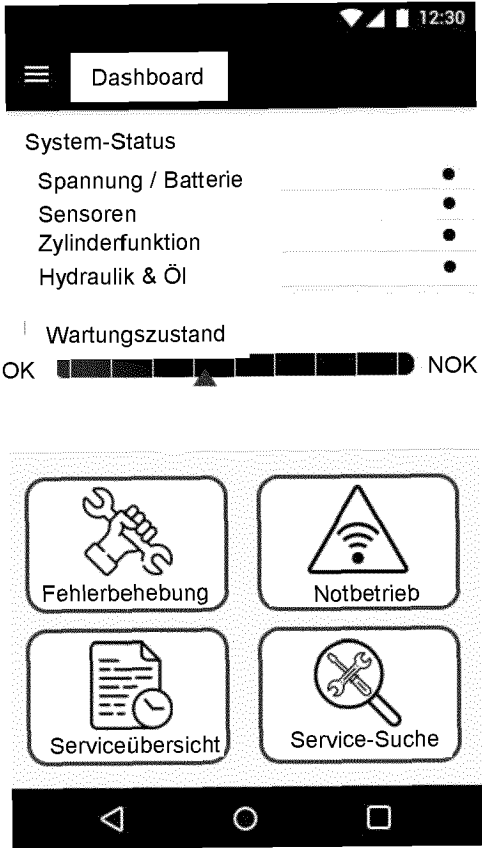 12:30
Dashboard
System-Status
Spannung / Batterie
Sensoren
Zylinderfunktion
Hydraulik & Öl
Wartungszustand
OK NOK
Fehlerbehebung Notbetrieb
Serviceübersicht Service-Suche